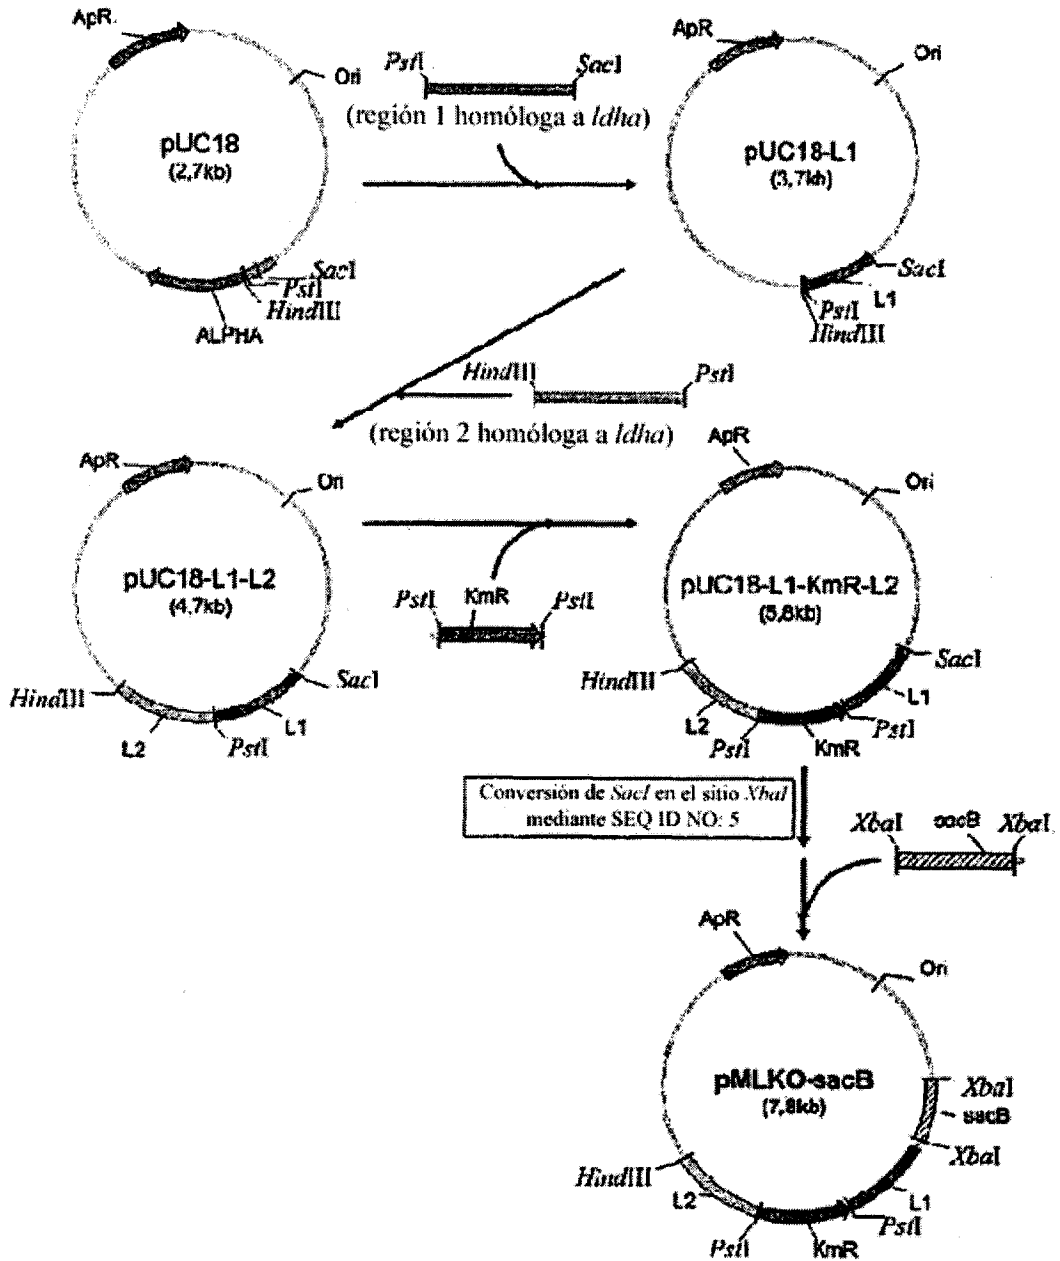 ApR
Ori
pUC18
(2,7kb)
SacI
PstI
HindIII
ALPHA
PstI
SacI
(región 1 homóloga a ldha)
ApR
Ori
pUC18-L1
(3,7kb)
SacI
L1
PstI
HindIII
HindIII
PstI
(región 2 homóloga a ldha)
ApR
Ori
pUC18-L1-L2
(4,7kb)
HindIII
SacI
L2
PstI
L1
PstI
KmR
PstI
ApR
Ori
pUC18-L1-KmR-L2
HindIII
SacI
L1
L2
PstI
PstI
KmR
Conversión de SacI en el sitio XbaI
mediante SEQ ID NO: 5
XbaI
sacB
XbaI
ApR
Ori
pMLKO-sacB
(7,8kb)
XbaI
sacB
XbaI
HindIII
L2
L1
PstI
PstI
KmR